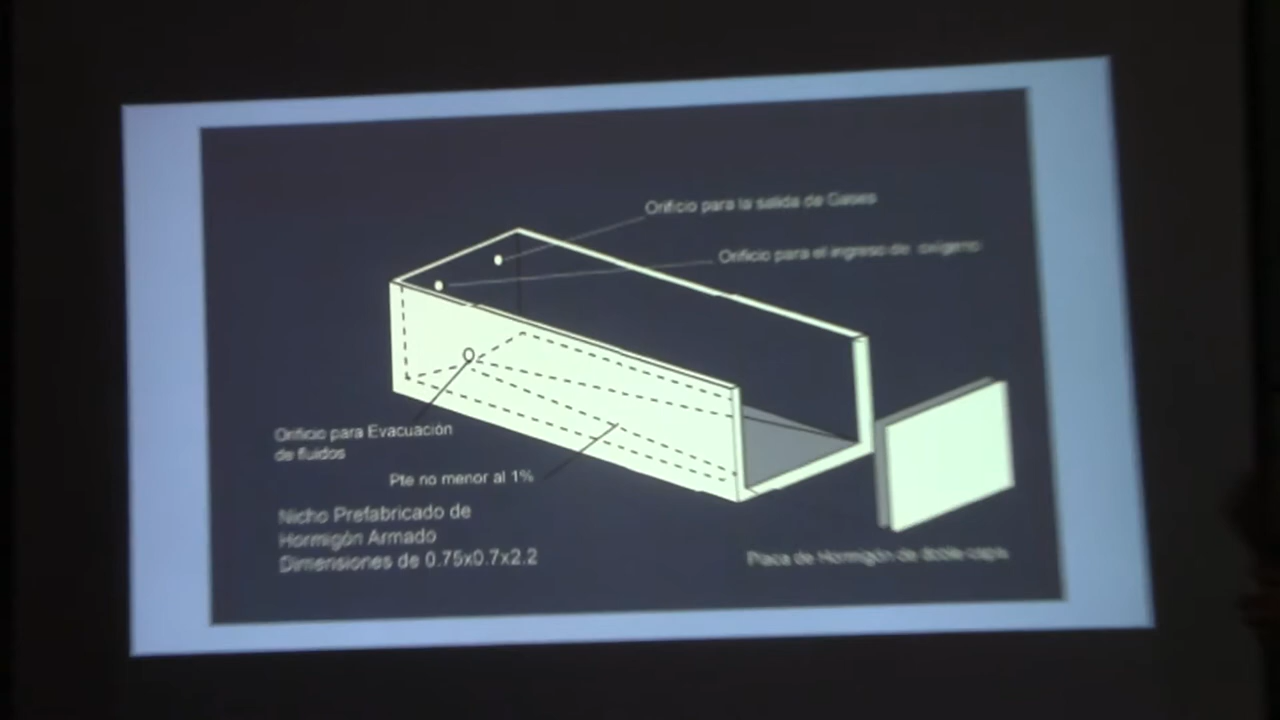 Orificio para la salida de Gases
Orificio para el ingreso de oxigeno
Orificio para Evacuación
de fluidos
Pte no menor al 1%
Nicho Prefabricado de
Hormigón Armado
Dimensiones de 0.75x0.7x2.2
Placa de Hormigón de doble capa